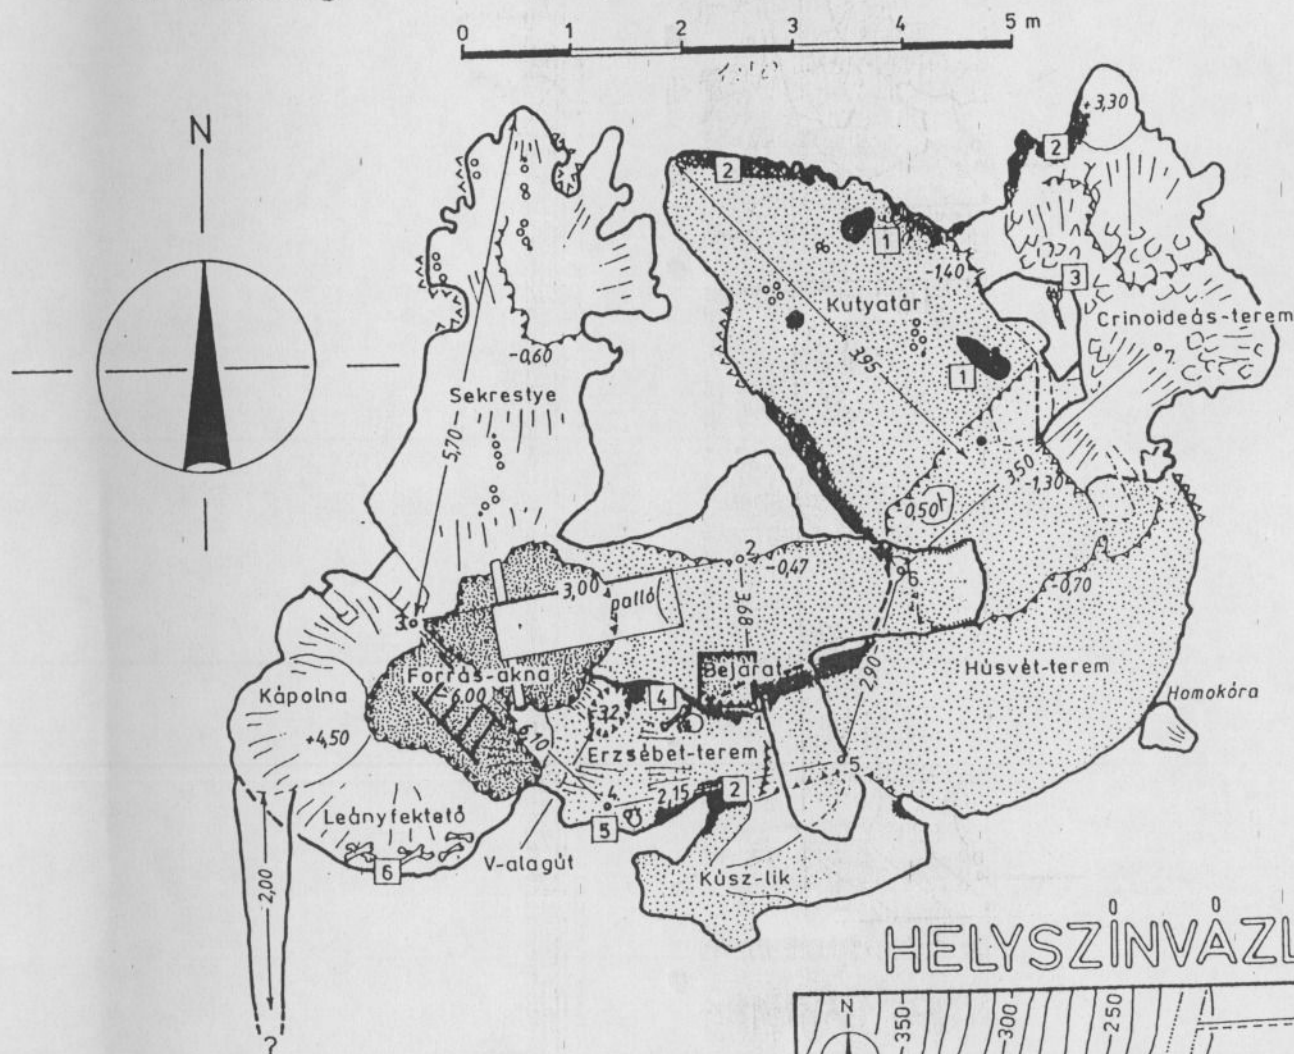 0 1 2 3 4 5 m
N
+3,30
2
2
1
-1,40
3
Kutyatár
Crinoideás-terem
7
-0,60
3,95
1
Sekrestye
5,70
3,50
-1,30
-0,50
2
-0,47
-0,70
6
3,00
palló
3,68
3
Forrás-akna
6,00
Bejárat
Húsvét-terem
Kápolna
2,90
Homokóra
4
1
+4,50
6,10
Erzsébet-terem
5
4
2,15
2
Leányfektető
5
6
V-alagút
Kúsz-lik
2,00
?
HELYSZÍNVÁZL
N
350
300
250